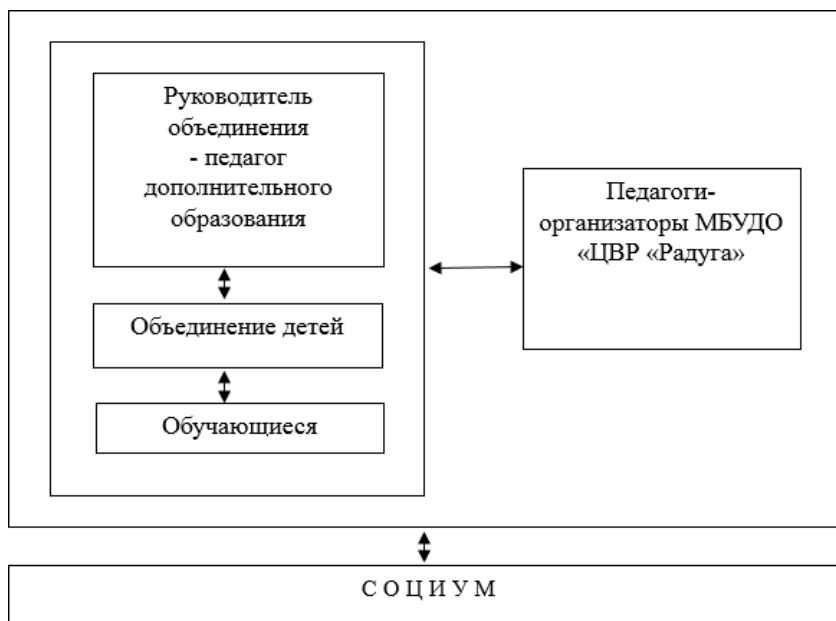 Руководитель
объединения
- педагог
дополнительного
образования
Объединение детей
Обучающиеся
Педагоги-
организаторы МБУДО
«ЦВР «Радуга»
С О Ц И У М